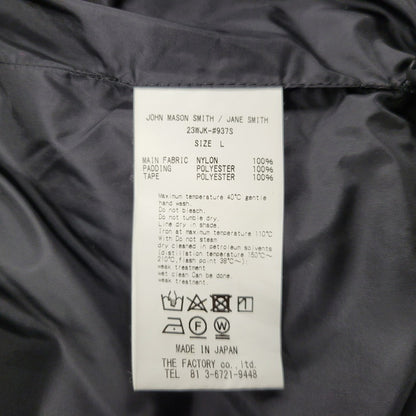 JOHN MASON SMITH / JANE SMITH
23WJK-#937S
SIZE L
MAIN FABRIC NYLON 100%
PADDING POLYESTER 100%
TAPE POLYESTER 100%
Maximun temperature 40°C gentle
hand wash.
Do not bleach.
Do not tumble dry.
Line dry in shade.
Iron at maximum temperature 110°C
With Do not steam
dry cleaned in petroleum solvents
(distillation temperature 150°C～
210°C, flash point 38°C～):
weak treatment
wet clean Can be done.
weak treatment.
F W
MADE IN JAPAN
THE FACTORY co.,ltd.
TEL 81 3-6721-9448